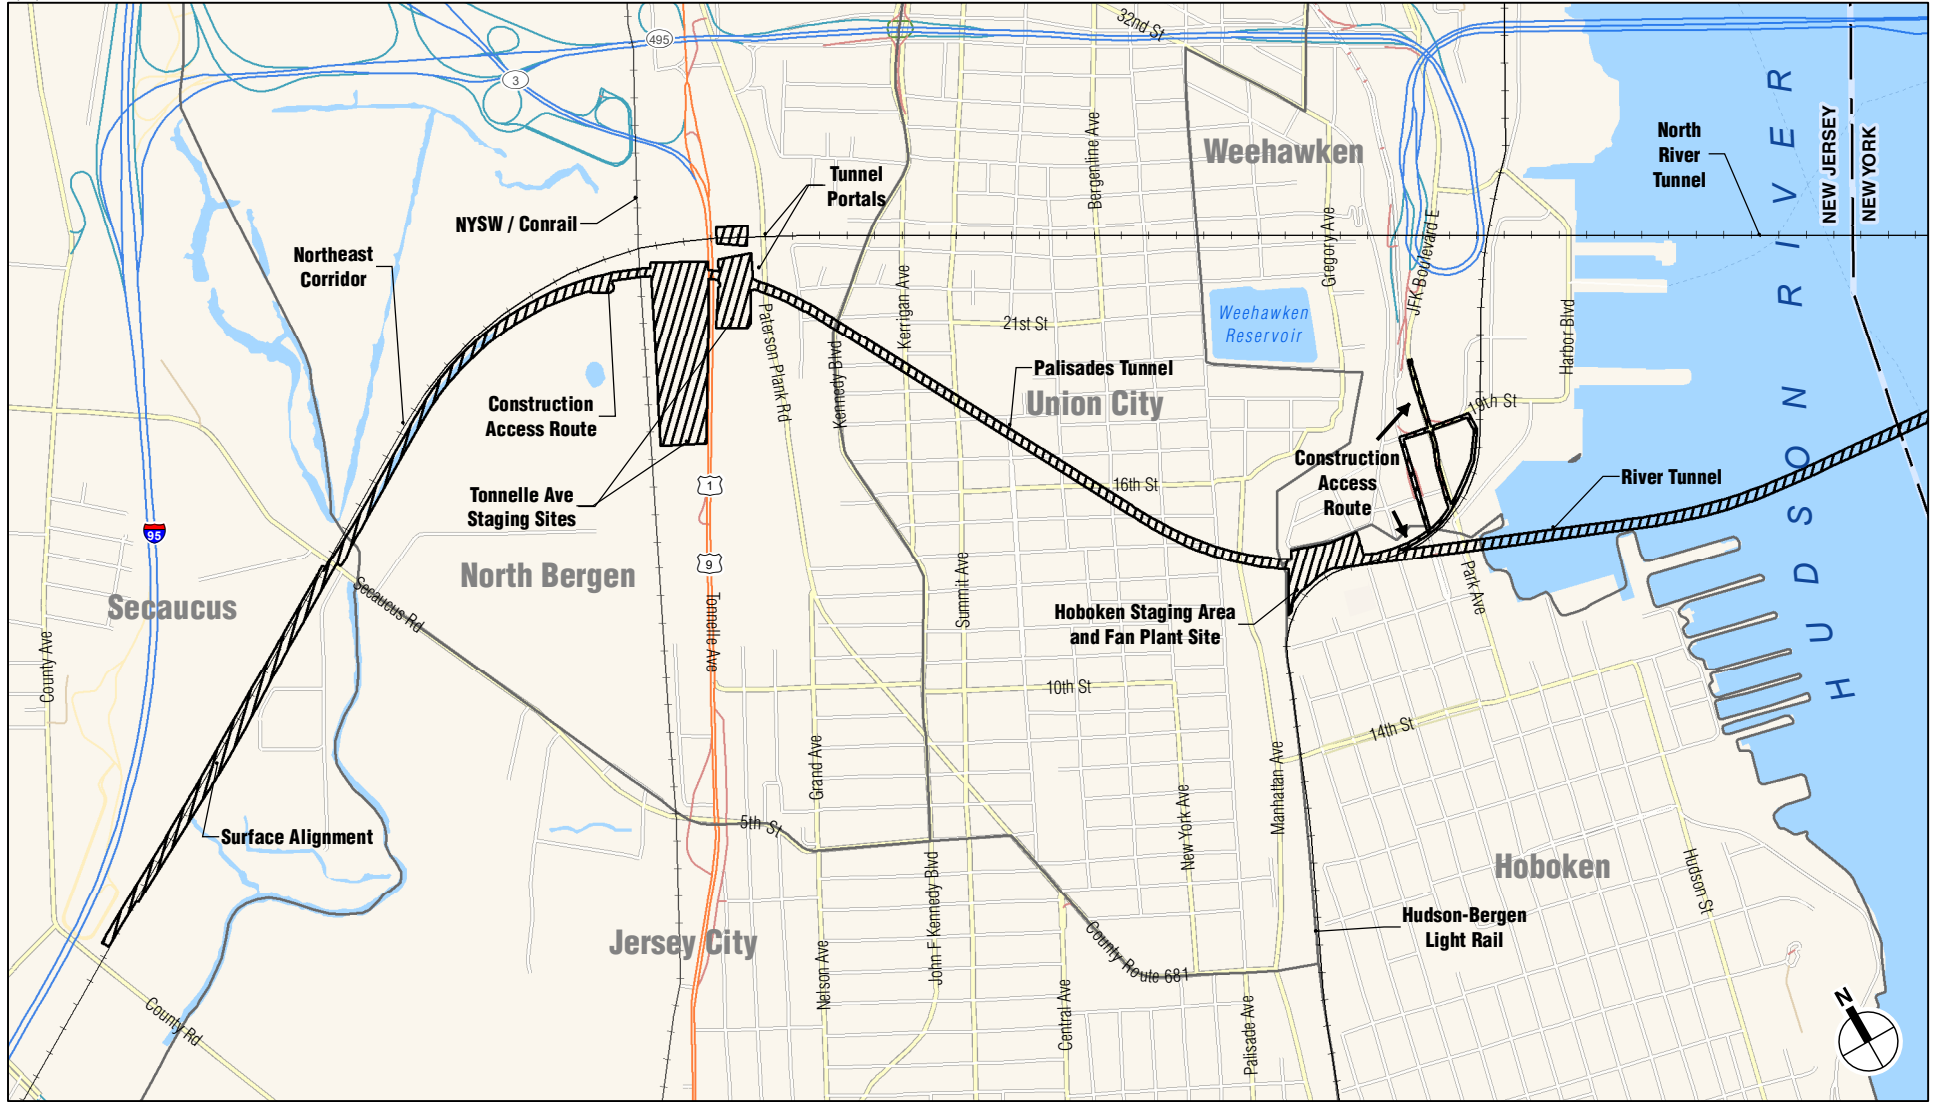 32nd St
495
3
North
River
Tunnel
NEW JERSEY
NEW YORK
HUDSON RIVER
Weehawken
Bergenline Ave
Tunnel
Portals
NYSW / Conrail
Northeast
Corridor
Gregory Ave
JFK Boulevard E
Kerrigan Ave
Weehawken
Reservoir
Harbor Blvd
21st St
Paterson Plank Rd
Kennedy Blvd
Palisades Tunnel
Union City
Construction
Access Route
19th St
Construction
Access
Route
16th St
River Tunnel
1
Tonnelle Ave
Staging Sites
95
9
North Bergen
Secaucus
Secaucus Rd
Summit Ave
Park Ave
Hoboken Staging Area
and Fan Plant Site
Tonnelle Ave
County Ave
10th St
14th St
Grand Ave
Manhattan Ave
New York Ave
Surface Alignment
5th St
John F Kennedy Blvd
Hoboken
Hudson St
Hudson-Bergen
Light Rail
Jersey City
Nelson Ave
County Route 681
Central Ave
Palisade Ave
County Rd
N